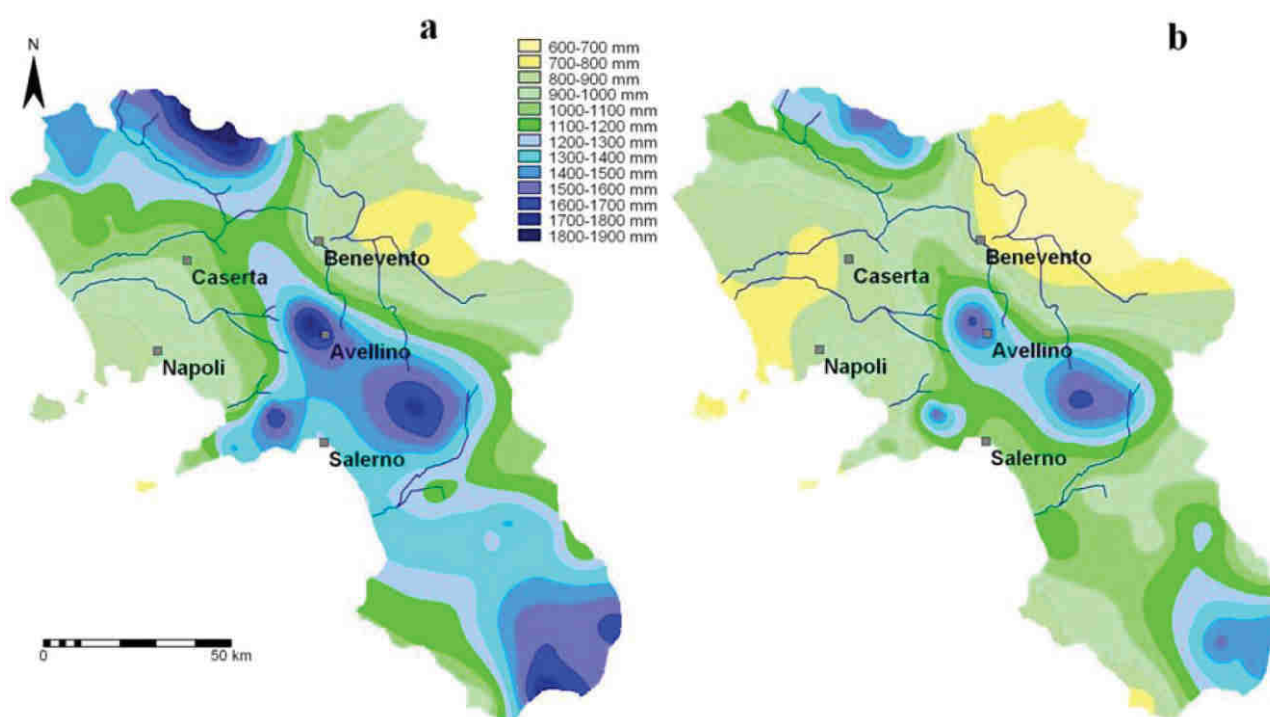 a
b
N
600-700 mm
700-800 mm
800-900 mm
900-1000 mm
1000-1100 mm
1100-1200 mm
1200-1300 mm
1300-1400 mm
1400-1500 mm
1500-1600 mm
1600-1700 mm
1700-1800 mm
1800-1900 mm
Benevento
Caserta
Avellino
Napoli
Salerno
0 50 km
Benevento
Caserta
Avellino
Napoli
Salerno